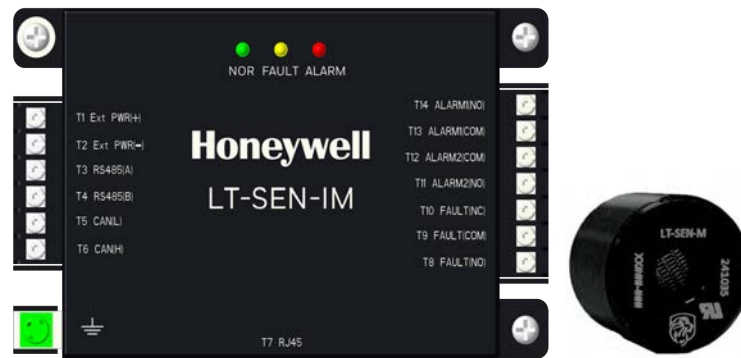 NOR FAULT ALARM
Honeywell
LT-SEN-IM
T1 Ext PWR(+)
T2 Ext PWR(-)
T3 RS485(A)
T4 RS485(B)
T5 CAN(L)
T6 CAN(H)
T14 ALARM1(NO)
T13 ALARM1(COM)
T12 ALARM2(COM)
T11 ALARM2(NO)
T10 FAULT(NC)
T9 FAULT(COM)
T8 FAULT(NO)
T7 RJ45
LT-SEN-M
241035